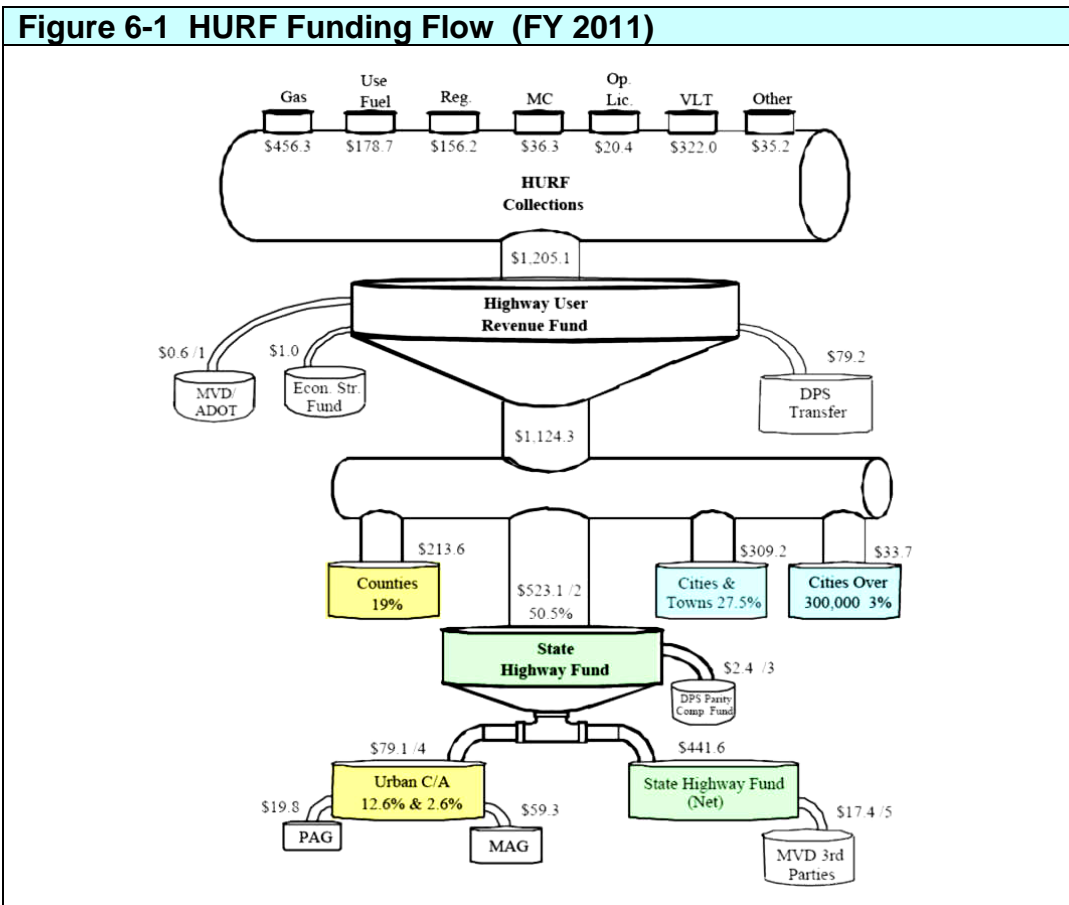 Figure 6-1 HURF Funding Flow (FY 2011)
Gas
Use
Fuel
Reg.
MC
Op.
Lic.
VLT
Other
$456.3
$178.7
$156.2
$36.3
$20.4
$322.0
$35.2
HURF
Collections
$1,205.1
Highway User
Revenue Fund
$0.6 /1
$1.0
$79.2
MVD/
ADOT
Econ. Str.
Fund
DPS
Transfer
$1,124.3
$213.6
$309.2
$33.7
Counties
19%
$523.1 /2
50.5%
Cities &
Towns 27.5%
Cities Over
300,000 3%
State
Highway Fund
$2.4 /3
DPS Parity
Comp Fund
$79.1 /4
$441.6
Urban C/A
12.6% & 2.6%
State Highway Fund
(Net)
$19.8
$59.3
$17.4 /5
PAG
MAG
MVD 3rd
Parties